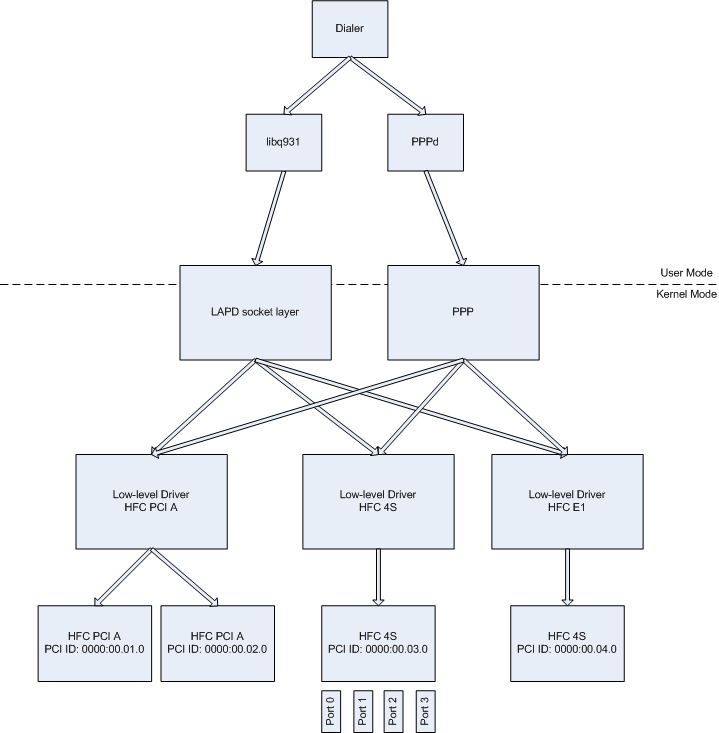 Dialer
libq931
PPPd
User Mode
LAPD socket layer
PPP
Kernel Mode
Low-level Driver
HFC PCI A
Low-level Driver
HFC 4S
Low-level Driver
HFC E1
HFC PCI A
PCI ID: 0000:00.01.0
HFC PCI A
PCI ID: 0000:00.02.0
HFC 4S
PCI ID: 0000:00.03.0
HFC 4S
PCI ID: 0000:00.04.0
Port 0
Port 1
Port 2
Port 3